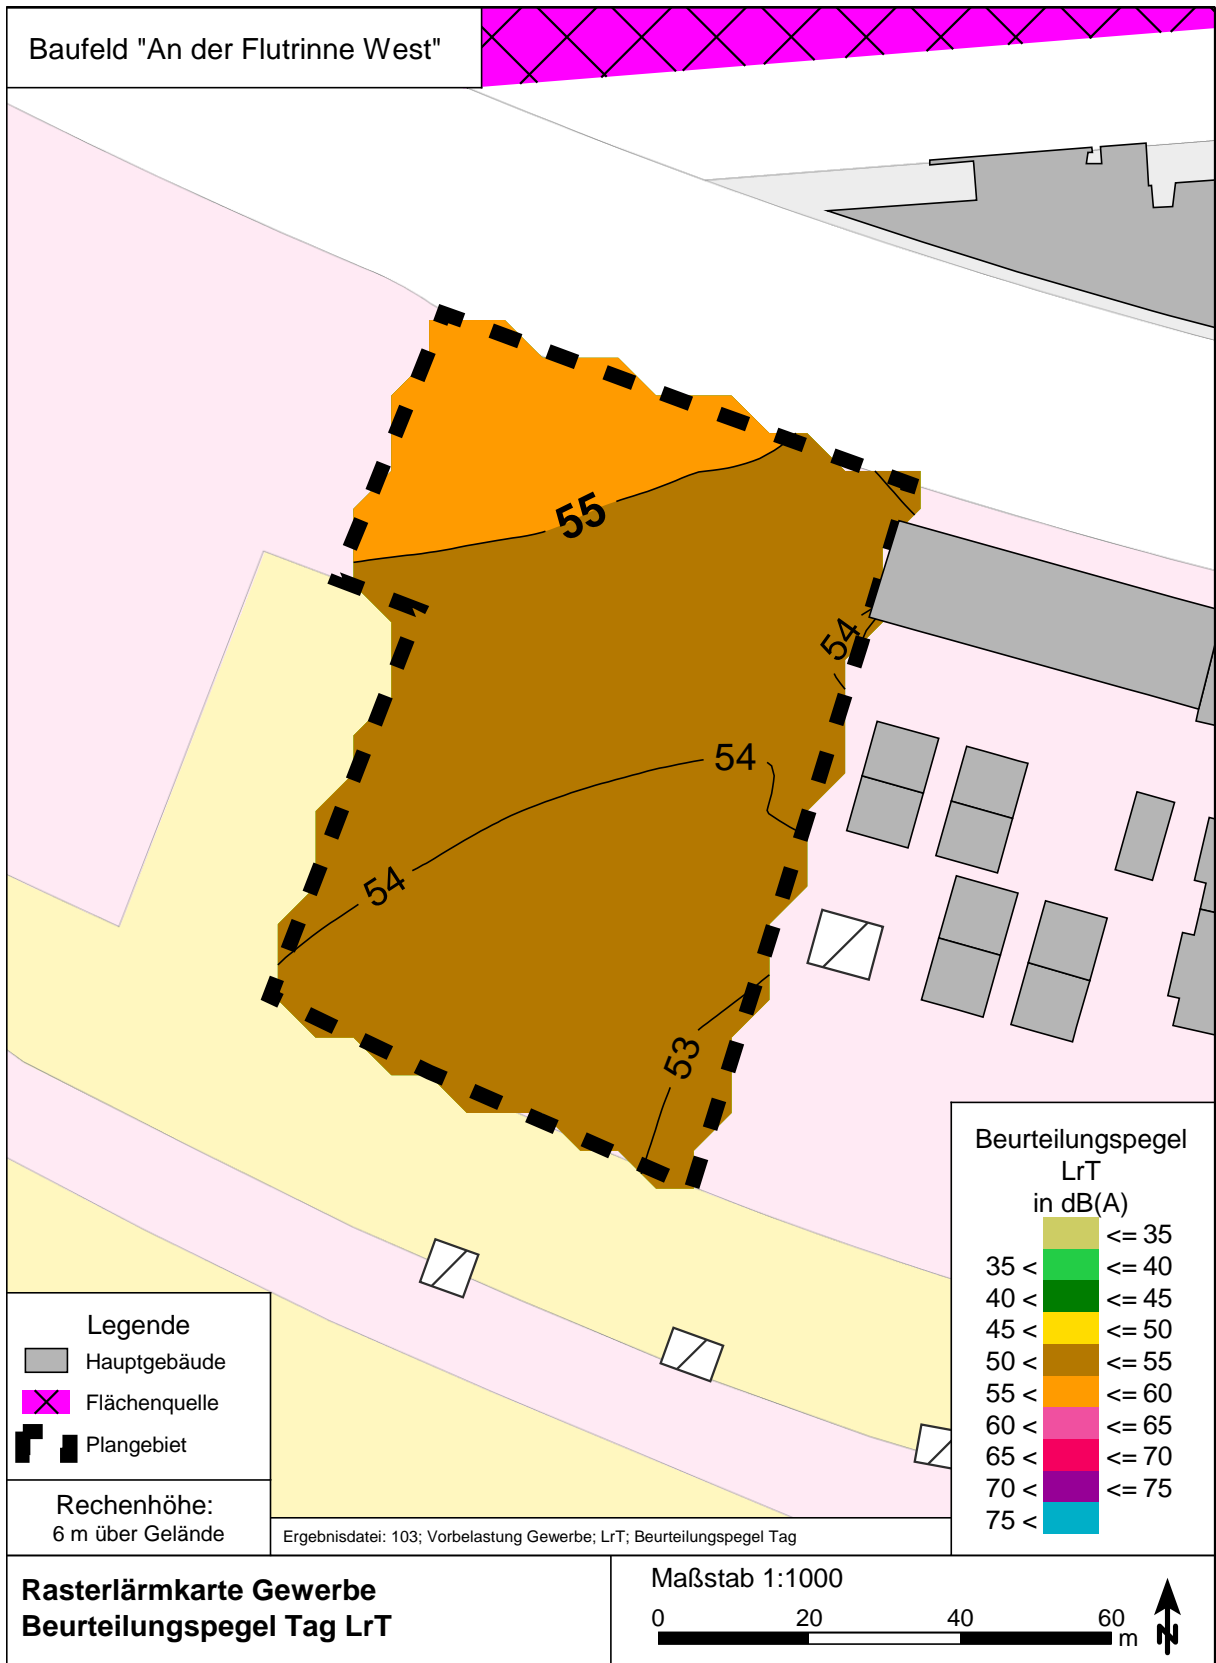 Baufeld "An der Flutrinne West"
55
54
54
54
53
Beurteilungspegel
LrT
in dB(A)
<= 35
35 < <= 40
40 < <= 45
45 < <= 50
50 < <= 55
55 < <= 60
60 < <= 65
65 < <= 70
70 < <= 75
75 <
Legende
Hauptgebäude
Flächenquelle
Plangebiet
Rechenhöhe:
6 m über Gelände
Ergebnisdatei: 103; Vorbelastung Gewerbe; LrT; Beurteilungspegel Tag
Rasterlärmkarte Gewerbe
Beurteilungspegel Tag LrT
Maßstab 1:1000
0 20 40 60
m
N